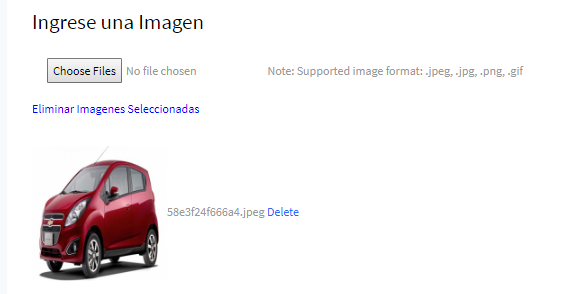 Ingrese una Imagen
Choose Files No file chosen Note: Supported image format: .jpeg, .jpg, .png, .gif
Eliminar Imagenes Seleccionadas
58e3f24f666a4.jpeg Delete